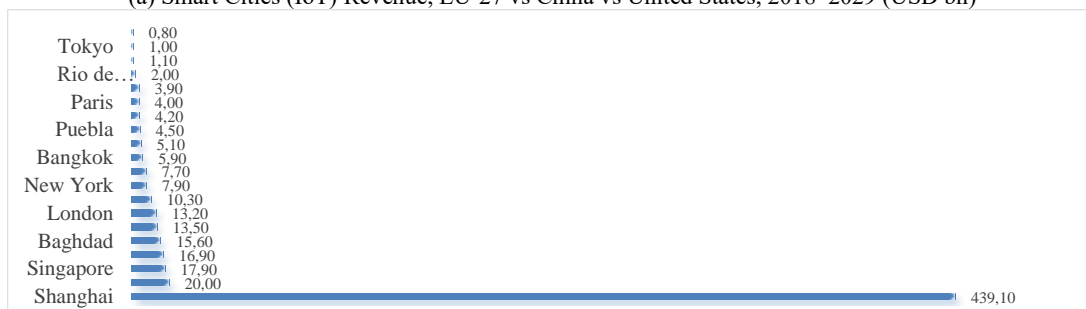 (a) Smart Cities (IoT) Revenue, EU-27 vs China vs United States, 2018–2029 (USD bn)
0,80
Tokyo 1,00
1,10
Rio de… 2,00
3,90
Paris 4,00
4,20
Puebla 4,50
5,10
Bangkok 5,90
7,70
New York 7,90
10,30
London 13,20
13,50
Baghdad 15,60
16,90
Singapore 17,90
20,00
Shanghai 439,10